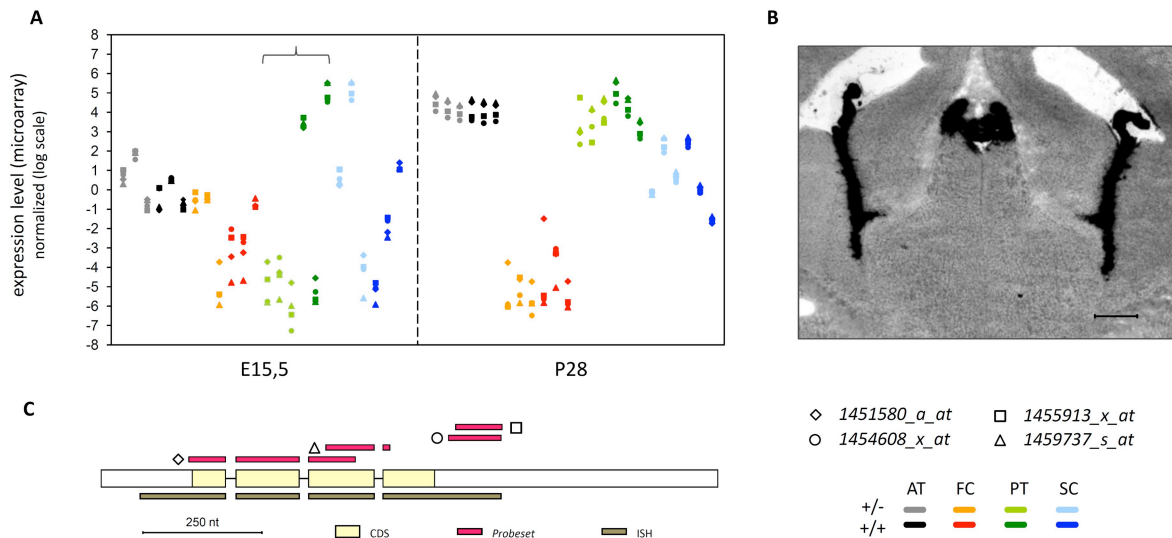 A
expression level (microarray)
normalized (log scale)
8
7
6
5
4
3
2
1
0
-1
-2
-3
-4
-5
-6
-7
-8
E15,5
P28
B
C
250 nt
CDS
Probeset
ISH
1451580_a_at
1455913_x_at
1454608_x_at
1459737_s_at
AT FC PT SC
+/-
+/+